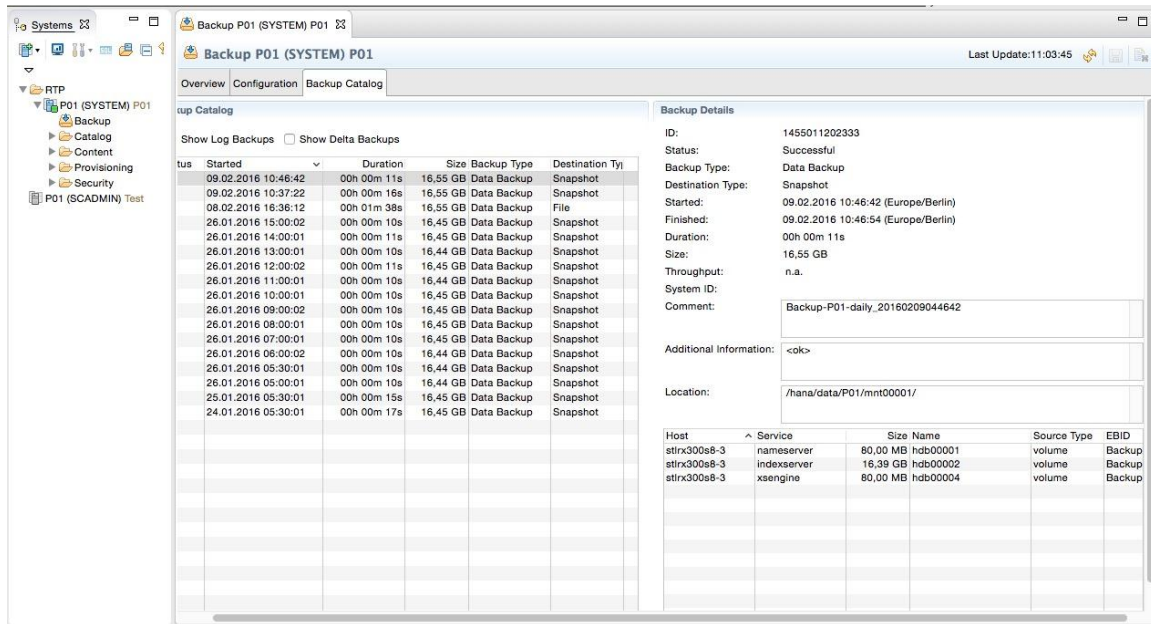 Systems
Backup P01 (SYSTEM) P01
Backup P01 (SYSTEM) P01
Last Update:11:03:45
Overview Configuration Backup Catalog
RTP
P01 (SYSTEM) P01
Backup
Catalog
Content
Provisioning
Security
P01 (SCADMIN) Test
kup Catalog
Show Log Backups Show Delta Backups
tus Started Duration Size Backup Type Destination Ty
09.02.2016 10:46:42 00h 00m 11s 16,55 GB Data Backup Snapshot
09.02.2016 10:37:22 00h 00m 16s 16,55 GB Data Backup Snapshot
08.02.2016 16:36:12 00h 01m 38s 16,55 GB Data Backup File
26.01.2016 15:00:02 00h 00m 10s 16,45 GB Data Backup Snapshot
26.01.2016 14:00:01 00h 00m 11s 16,45 GB Data Backup Snapshot
26.01.2016 13:00:01 00h 00m 10s 16,44 GB Data Backup Snapshot
26.01.2016 12:00:02 00h 00m 11s 16,45 GB Data Backup Snapshot
26.01.2016 11:00:01 00h 00m 10s 16,44 GB Data Backup Snapshot
26.01.2016 10:00:01 00h 00m 10s 16,45 GB Data Backup Snapshot
26.01.2016 09:00:02 00h 00m 10s 16,45 GB Data Backup Snapshot
26.01.2016 08:00:01 00h 00m 10s 16,45 GB Data Backup Snapshot
26.01.2016 07:00:01 00h 00m 10s 16,45 GB Data Backup Snapshot
26.01.2016 06:00:02 00h 00m 10s 16,44 GB Data Backup Snapshot
26.01.2016 05:30:01 00h 00m 10s 16,44 GB Data Backup Snapshot
26.01.2016 05:00:01 00h 00m 10s 16,44 GB Data Backup Snapshot
25.01.2016 05:30:01 00h 00m 15s 16,45 GB Data Backup Snapshot
24.01.2016 05:30:01 00h 00m 17s 16,45 GB Data Backup Snapshot
Backup Details
ID: 1455011202333
Status: Successful
Backup Type: Data Backup
Destination Type: Snapshot
Started: 09.02.2016 10:46:42 (Europe/Berlin)
Finished: 09.02.2016 10:46:54 (Europe/Berlin)
Duration: 00h 00m 11s
Size: 16,55 GB
Throughput: n.a.
System ID:
Comment: Backup-P01-daily_20160209044642
Additional Information: <ok>
Location: /hana/data/P01/mnt00001/
Host Service Size Name Source Type EBID
stlrx300s8-3 nameserver 80,00 MB hdb00001 volume Backup
stlrx300s8-3 indexserver 16,39 GB hdb00002 volume Backup
stlrx300s8-3 xsengine 80,00 MB hdb00004 volume Backup